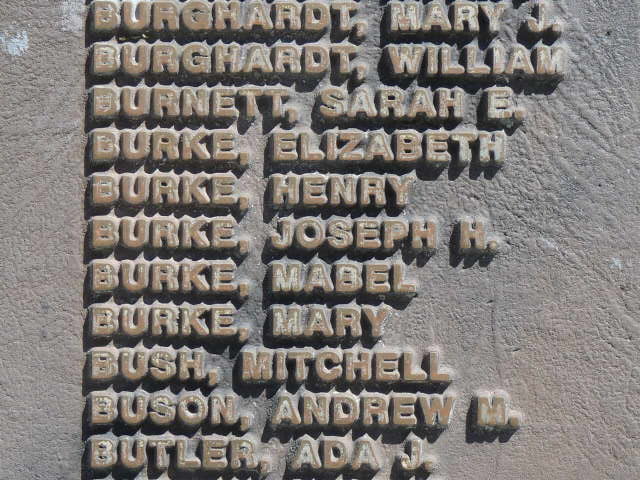 BURGHARDT, MARY J.
BURGHARDT, WILLIAM
BURNETT, SARAH E.
BURKE, ELIZABETH
BURKE, HENRY
BURKE, JOSEPH H.
BURKE, MABEL
BURKE, MARY
BUSH, MITCHELL
BUSON, ANDREW M.
BUTLER, ADA J.